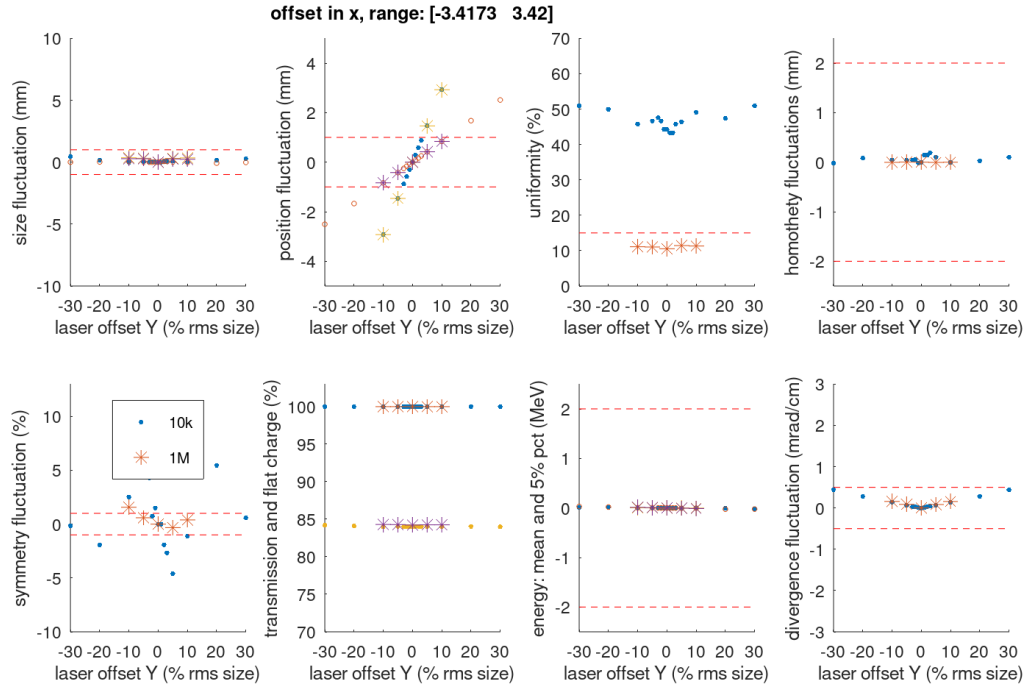 offset in x, range: [-3.4173 3.42]
size fluctuation (mm)
10
5
0
-5
-10
-30 -20 -10 0 10 20 30
laser offset Y (% rms size)
position fluctuation (mm)
4
2
0
-2
-4
-30 -20 -10 0 10 20 30
laser offset Y (% rms size)
uniformity (%)
70
60
50
40
30
20
10
0
-30 -20 -10 0 10 20 30
laser offset Y (% rms size)
homothety fluctuations (mm)
2
1
0
-1
-2
-30 -20 -10 0 10 20 30
laser offset Y (% rms size)
symmetry fluctuation (%)
10
5
0
-5
-10
10k
1M
-30 -20 -10 0 10 20 30
laser offset Y (% rms size)
transmission and flat charge (%)
100
95
90
85
80
75
70
-30 -20 -10 0 10 20 30
laser offset Y (% rms size)
energy: mean and 5% pct (MeV)
2
1
0
-1
-2
-30 -20 -10 0 10 20 30
laser offset Y (% rms size)
divergence fluctuation (mrad/cm)
3
2
1
0
-1
-2
-3
-30 -20 -10 0 10 20 30
laser offset Y (% rms size)